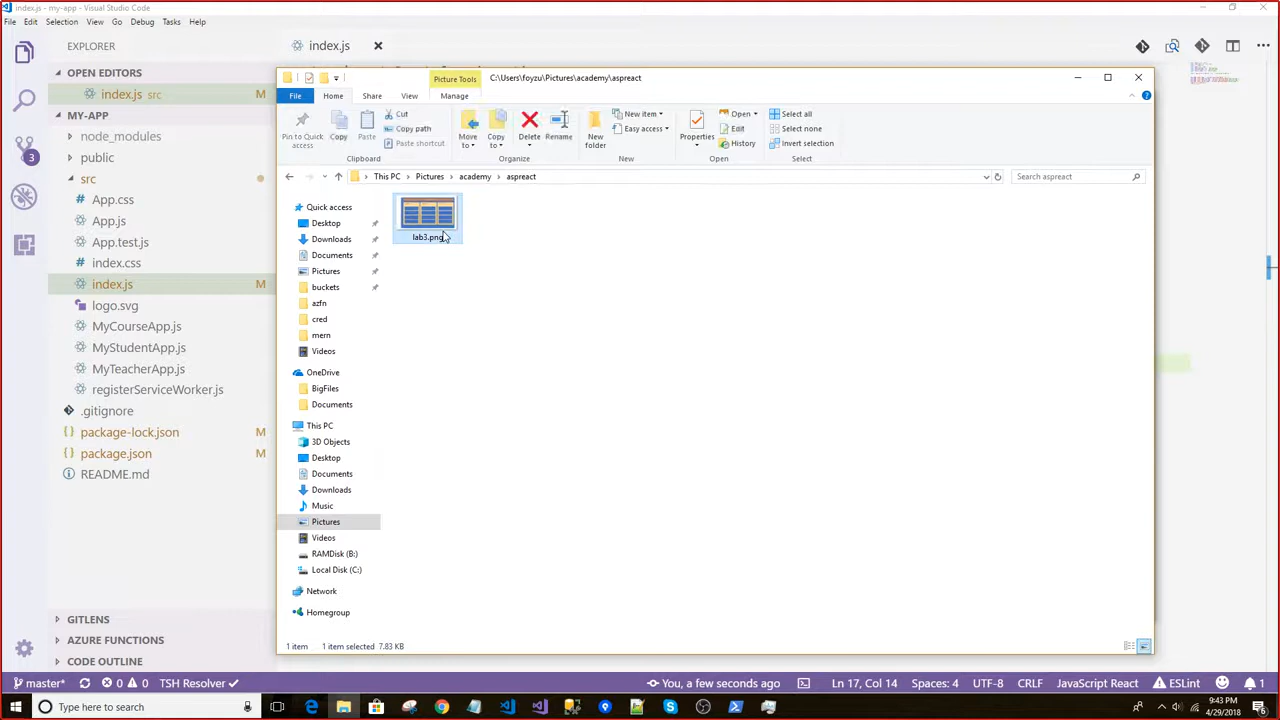 index.js - my-app - Visual Studio Code
File Edit Selection View Go Debug Tasks Help
EXPLORER
index.js
OPEN EDITORS
index.js src M
MY-APP
node_modules
public
src
App.css
App.js
App.test.js
index.css
index.js M
logo.svg
MyCourseApp.js
MyStudentApp.js
MyTeacherApp.js
registerServiceWorker.js
.gitignore
package-lock.json M
package.json M
README.md
GITLENS
AZURE FUNCTIONS
CODE OUTLINE
3
Picture Tools
C:\Users\foyzu\Pictures\academy\aspreact
File Home Share View Manage
Pin to Quick access
Copy
Paste
Cut
Copy path
Paste shortcut
Clipboard
Move to
Copy to
Delete
Rename
Organize
New folder
New item
Easy access
New
Properties
Open
Edit
History
Open
Select all
Select none
Invert selection
Select
This PC > Pictures > academy > aspreact
Search aspreact
Quick access
Desktop
Downloads
Documents
Pictures
buckets
azfn
cred
mern
Videos
OneDrive
BigFiles
Documents
This PC
3D Objects
Desktop
Documents
Downloads
Music
Pictures
Videos
RAMDisk (B:)
Local Disk (C:)
Network
Homegroup
lab3.png
1 item 1 item selected 7.83 KB
master* 0 0 TSH Resolver You, a few seconds ago Ln 17, Col 14 Spaces: 4 UTF-8 CRLF JavaScript React ESLint 1
Type here to search
9:43 PM
4/29/2018
6